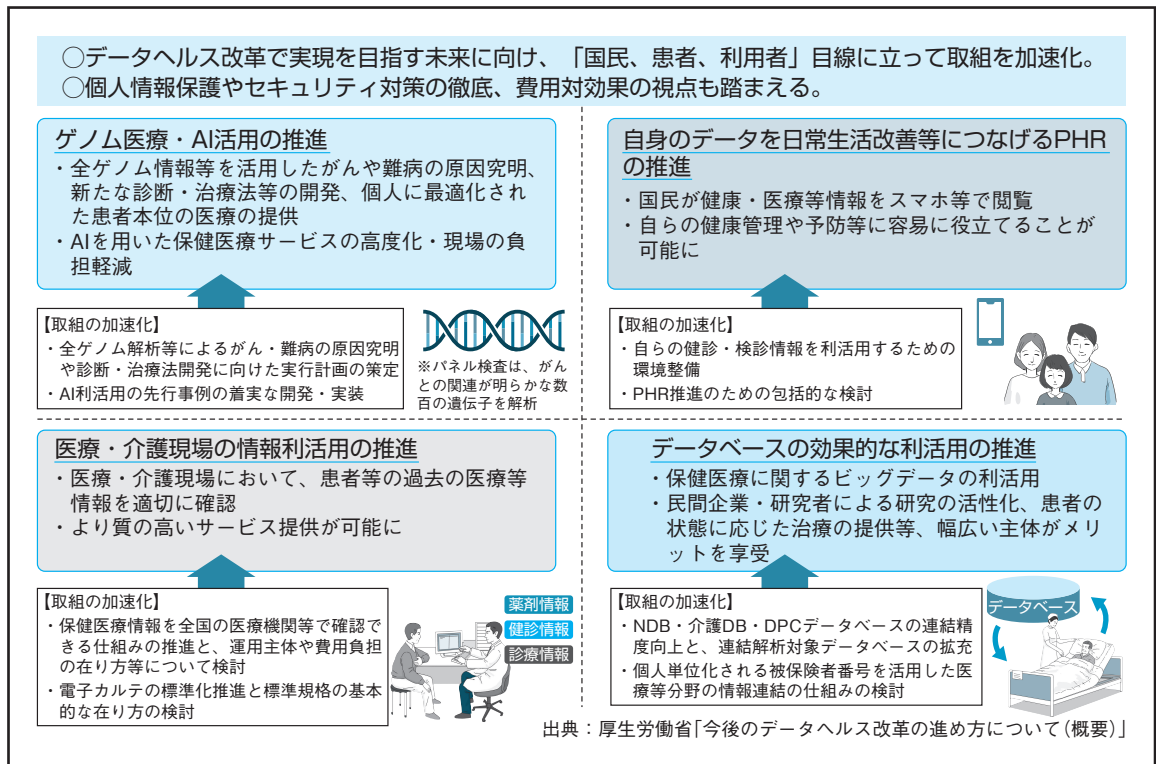 ○データヘルス改革で実現を目指す未来に向け、「国民、患者、利用者」目線に立って取組を加速化。
○個人情報保護やセキュリティ対策の徹底、費用対効果の視点も踏まえる。
ゲノム医療・AI活用の推進
・全ゲノム情報等を活用したがんや難病の原因究明、
新たな診断・治療法等の開発、個人に最適化され
た患者本位の医療の提供
・AIを用いた保健医療サービスの高度化・現場の負
担軽減
【取組の加速化】
・全ゲノム解析等によるがん・難病の原因究明
や診断・治療法開発に向けた実行計画の策定
・AI利活用の先行事例の着実な開発・実装
※パネル検査は、がん
との関連が明らかな数
百の遺伝子を解析
自身のデータを日常生活改善等につなげるPHR
の推進
・国民が健康・医療等情報をスマホ等で閲覧
・自らの健康管理や予防等に容易に役立てることが
可能に
【取組の加速化】
・自らの健診・検診情報を利活用するための
環境整備
・PHR推進のための包括的な検討
医療・介護現場の情報利活用の推進
・医療・介護現場において、患者等の過去の医療等
情報を適切に確認
・より質の高いサービス提供が可能に
【取組の加速化】
・保健医療情報を全国の医療機関等で確認で
きる仕組みの推進と、運用主体や費用負担
の在り方等について検討
・電子カルテの標準化推進と標準規格の基本
的な在り方の検討
薬剤情報
健診情報
診療情報
データベースの効果的な利活用の推進
・保健医療に関するビッグデータの利活用
・民間企業・研究者による研究の活性化、患者の
状態に応じた治療の提供等、幅広い主体がメリ
ットを享受
【取組の加速化】
・NDB・介護DB・DPCデータベースの連結精
度向上と、連結解析対象データベースの拡充
・個人単位化される被保険者番号を活用した医
療等分野の情報連結の仕組みの検討
データベース
出典：厚生労働省「今後のデータヘルス改革の進め方について(概要)」